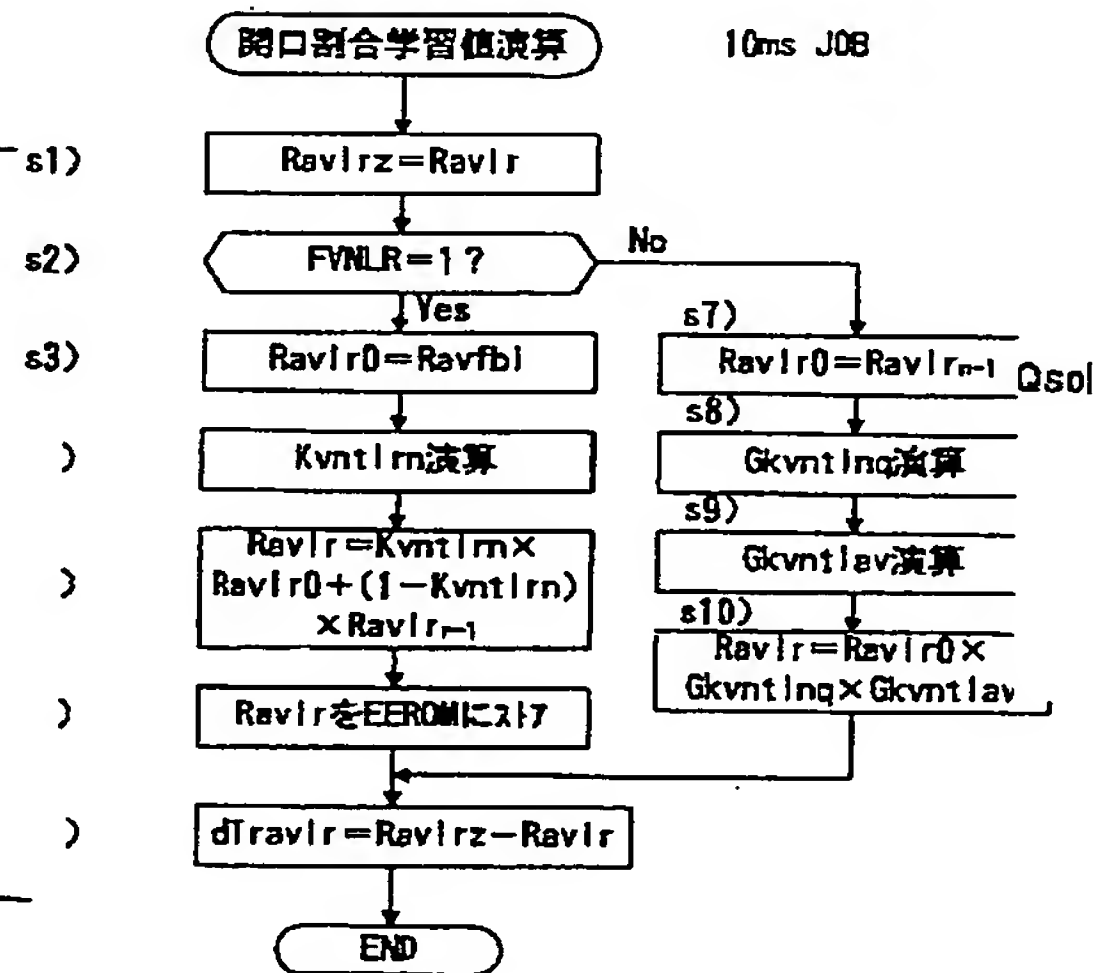 開口割合学習値演算
10ms JOB
s1)
Ravlrz=Ravlr
s2)
FVNLR=1?
No
Yes
s3)
Ravlr0=Ravfbl
s7)
Ravlr0=Ravlrn-1
Qsol
)
Kvntlrn演算
s8)
Gkvntlnq演算
)
Ravlr=Kvntlrn×
Ravlr0+(1-Kvntlrn)
×Ravlrn-1
s9)
Gkvntlav演算
s10)
Ravlr=Ravlr0×
Gkvntlnq×Gkvntlav
)
RavlrをEEROMにストア
)
dTravlr=Ravlrz-Ravlr
END